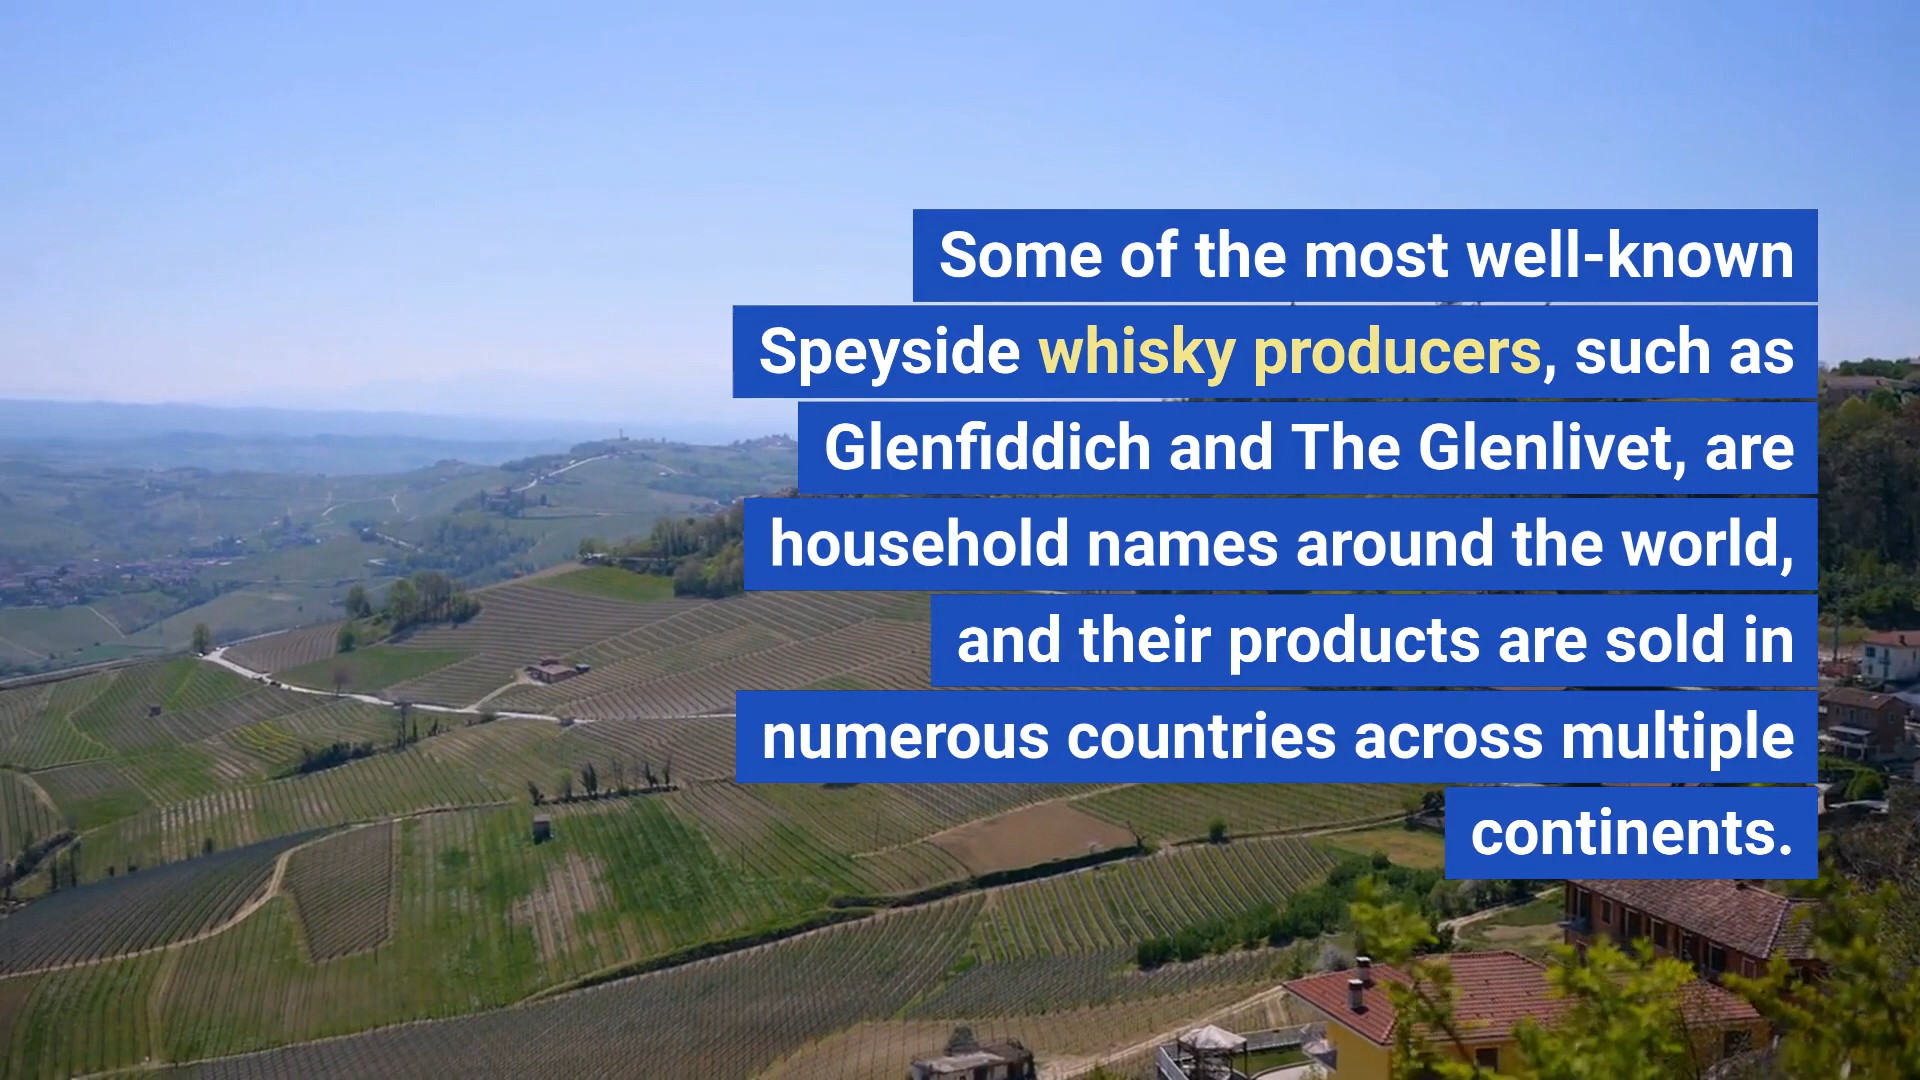 Some of the most well-known
Speyside whisky producers, such as
Glenfiddich and The Glenlivet, are
household names around the world,
and their products are sold in
numerous countries across multiple
continents.